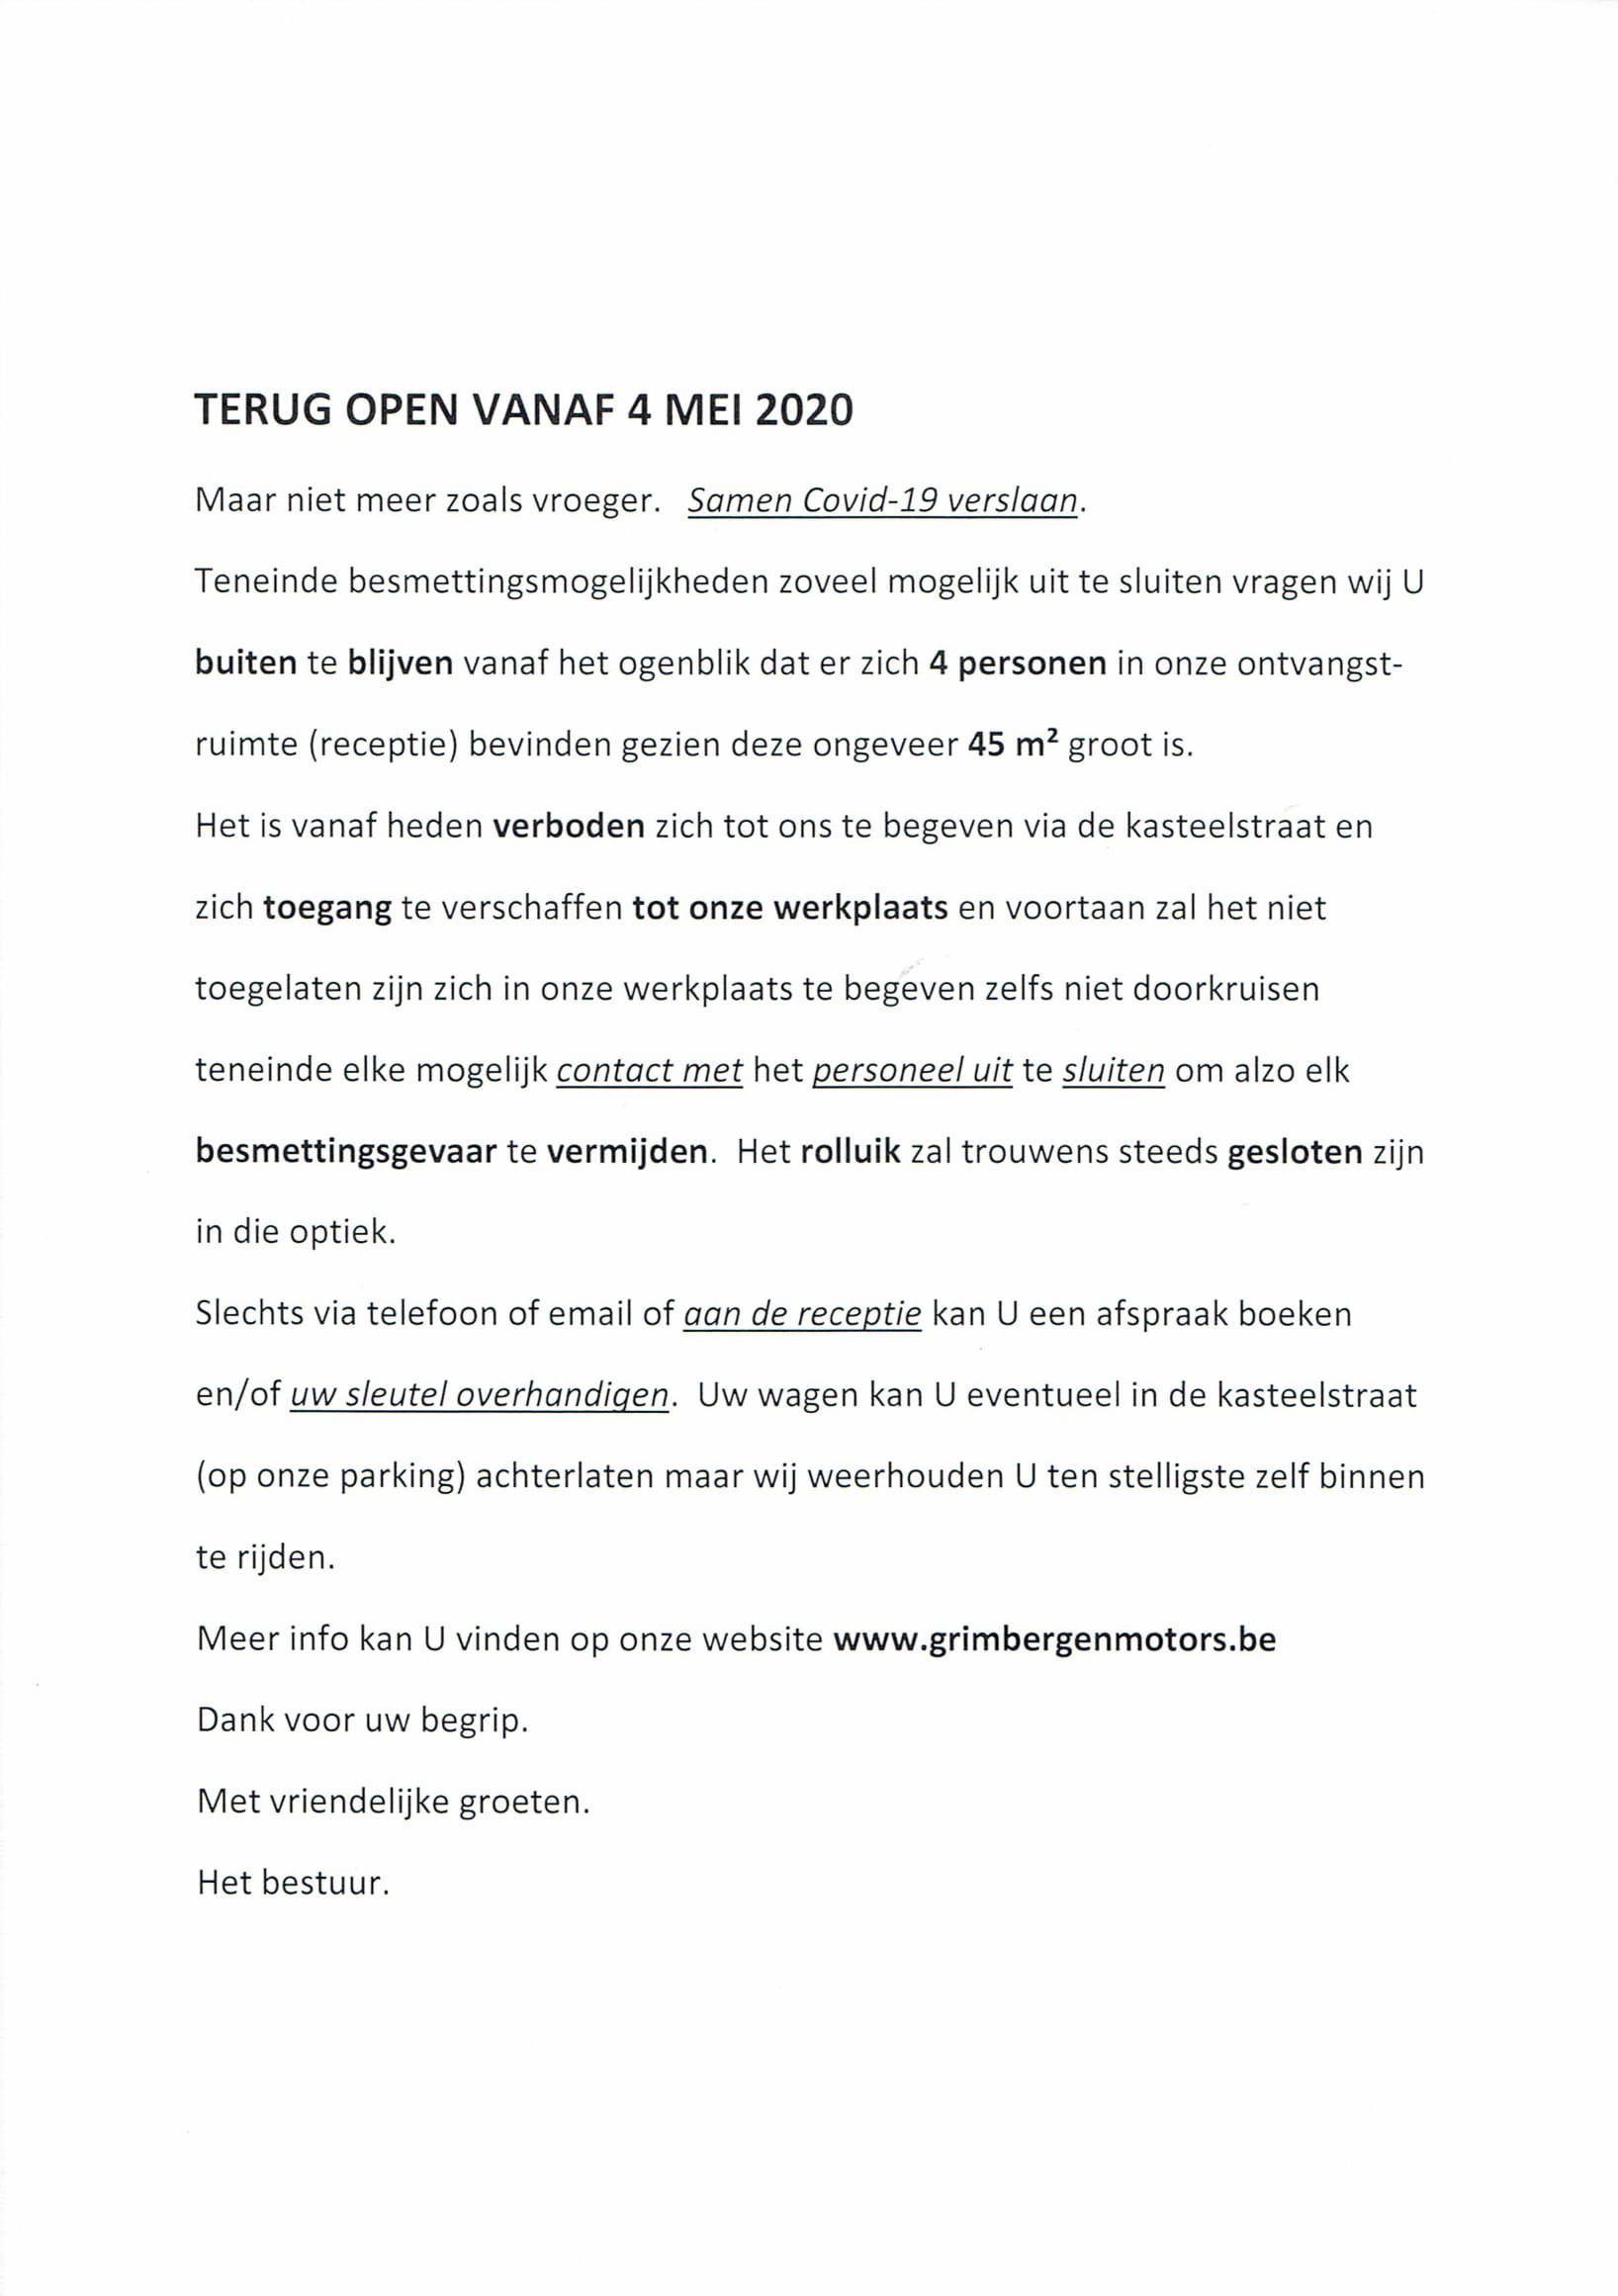 TERUG OPEN VANAF 4 MEI 2020
Maar niet meer zoals vroeger. Samen Covid-19 verslaan.
Teneinde besmettingsmogelijkheden zoveel mogelijk uit te sluiten vragen wij U
buiten te blijven vanaf het ogenblik dat er zich 4 personen in onze ontvangst-
ruimte (receptie) bevinden gezien deze ongeveer 45 m² groot is.
Het is vanaf heden verboden zich tot ons te begeven via de kasteelstraat en
zich toegang te verschaffen tot onze werkplaats en voortaan zal het niet
toegelaten zijn zich in onze werkplaats te begeven zelfs niet doorkruisen
teneinde elke mogelijk contact met het personeel uit te sluiten om alzo elk
besmettingsgevaar te vermijden. Het rolluik zal trouwens steeds gesloten zijn
in die optiek.
Slechts via telefoon of email of aan de receptie kan U een afspraak boeken
en/of uw sleutel overhandigen. Uw wagen kan U eventueel in de kasteelstraat
(op onze parking) achterlaten maar wij weerhouden U ten stelligste zelf binnen
te rijden.
Meer info kan U vinden op onze website www.grimbergenmotors.be
Dank voor uw begrip.
Met vriendelijke groeten.
Het bestuur.